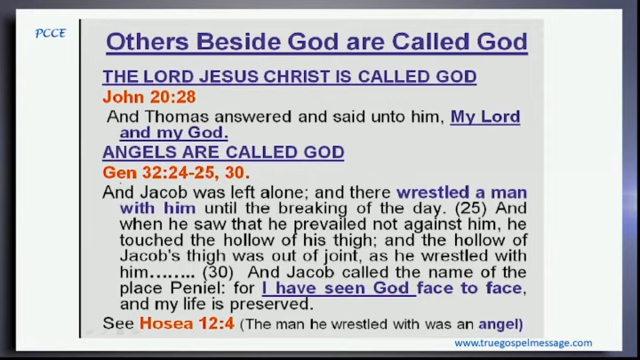 PCCE
Others Beside God are Called God
THE LORD JESUS CHRIST IS CALLED GOD
John 20:28
And Thomas answered and said unto him, My Lord
and my God.
ANGELS ARE CALLED GOD
Gen 32:24-25, 30.
And Jacob was left alone; and there wrestled a man
with him until the breaking of the day. (25) And
when he saw that he prevailed not against him, he
touched the hollow of his thigh; and the hollow of
Jacob's thigh was out of joint, as he wrestled with
him…….. (30) And Jacob called the name of the
place Peniel: for I have seen God face to face,
and my life is preserved.
See Hosea 12:4 (The man he wrestled with was an angel)
www.truegospelmessage.com